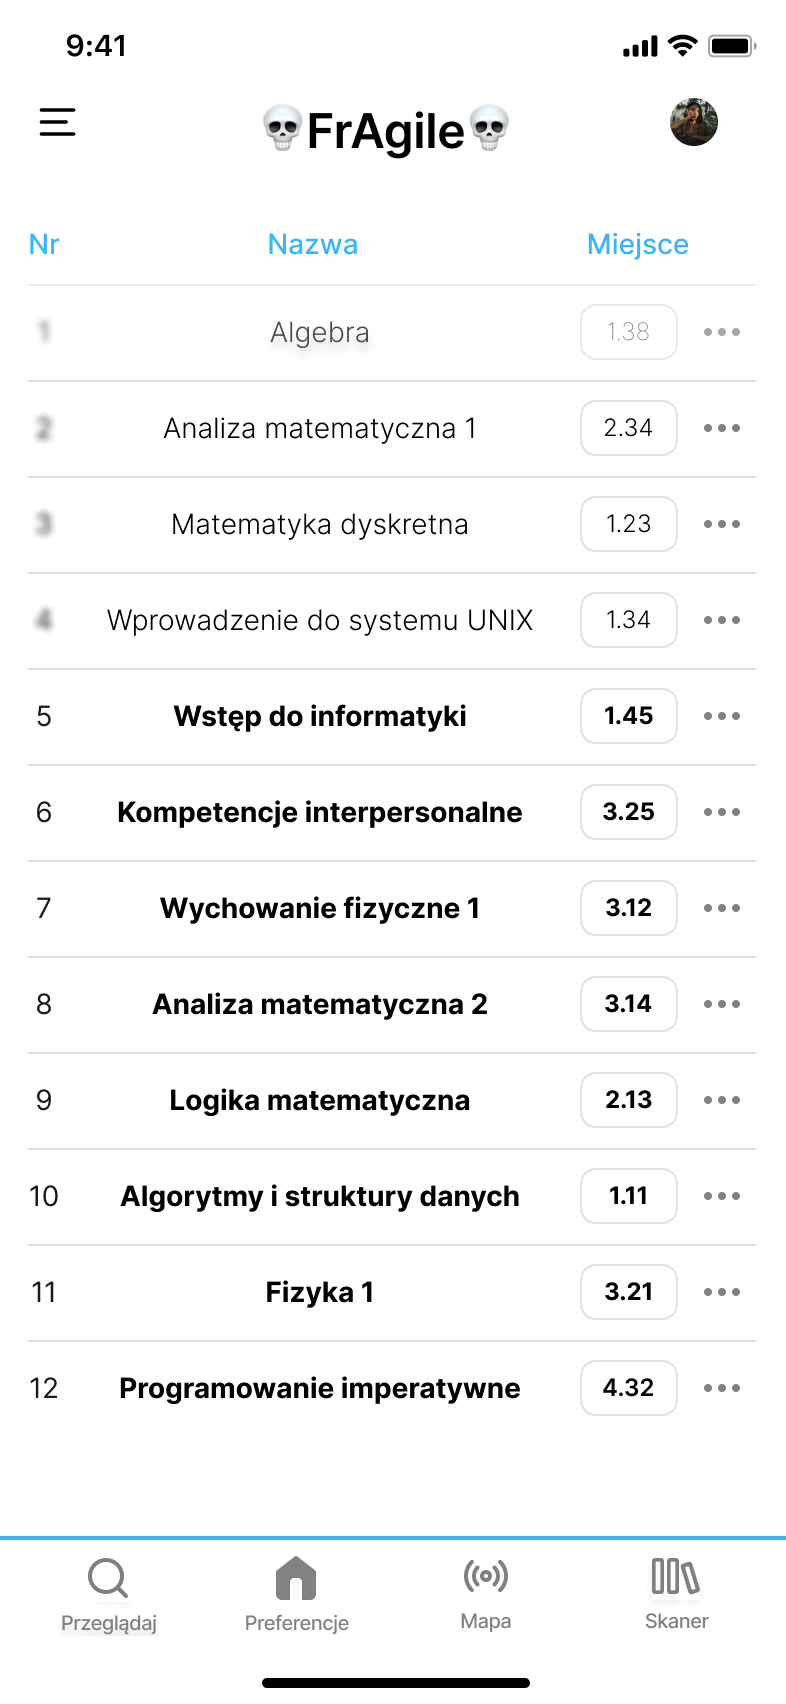 9:41
💀FrAgile💀
Nr Nazwa Miejsce
1 Algebra 1.38
2 Analiza matematyczna 1 2.34
3 Matematyka dyskretna 1.23
4 Wprowadzenie do systemu UNIX 1.34
5 Wstęp do informatyki 1.45
6 Kompetencje interpersonalne 3.25
7 Wychowanie fizyczne 1 3.12
8 Analiza matematyczna 2 3.14
9 Logika matematyczna 2.13
10 Algorytmy i struktury danych 1.11
11 Fizyka 1 3.21
12 Programowanie imperatywne 4.32
Przeglądaj Preferencje Mapa Skaner